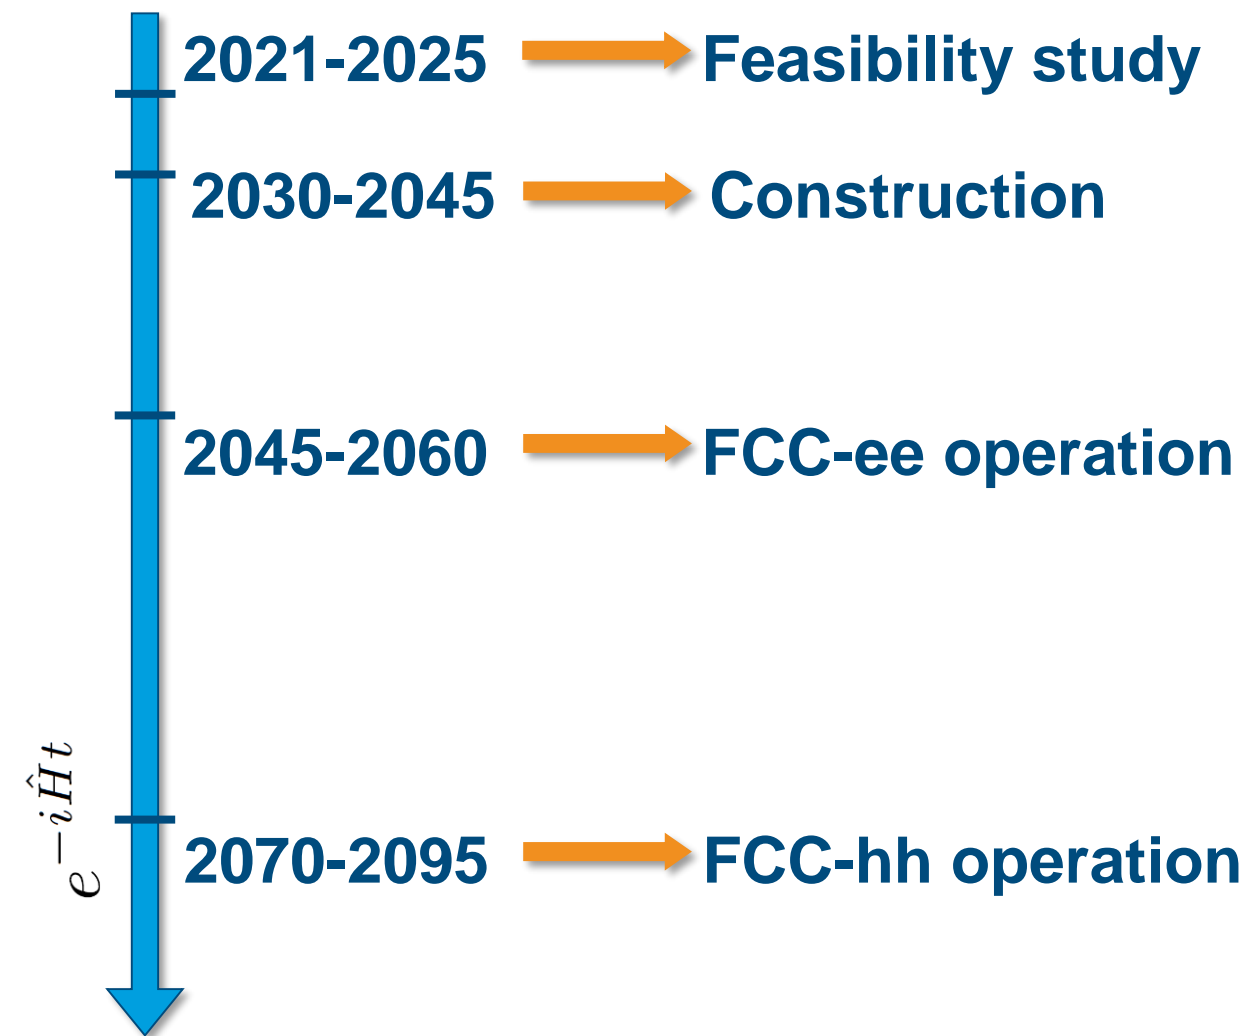 2021-2025 Feasibility study
2030-2045 Construction
2045-2060 FCC-ee operation
2070-2095 FCC-hh operation
e^{-iĤt}